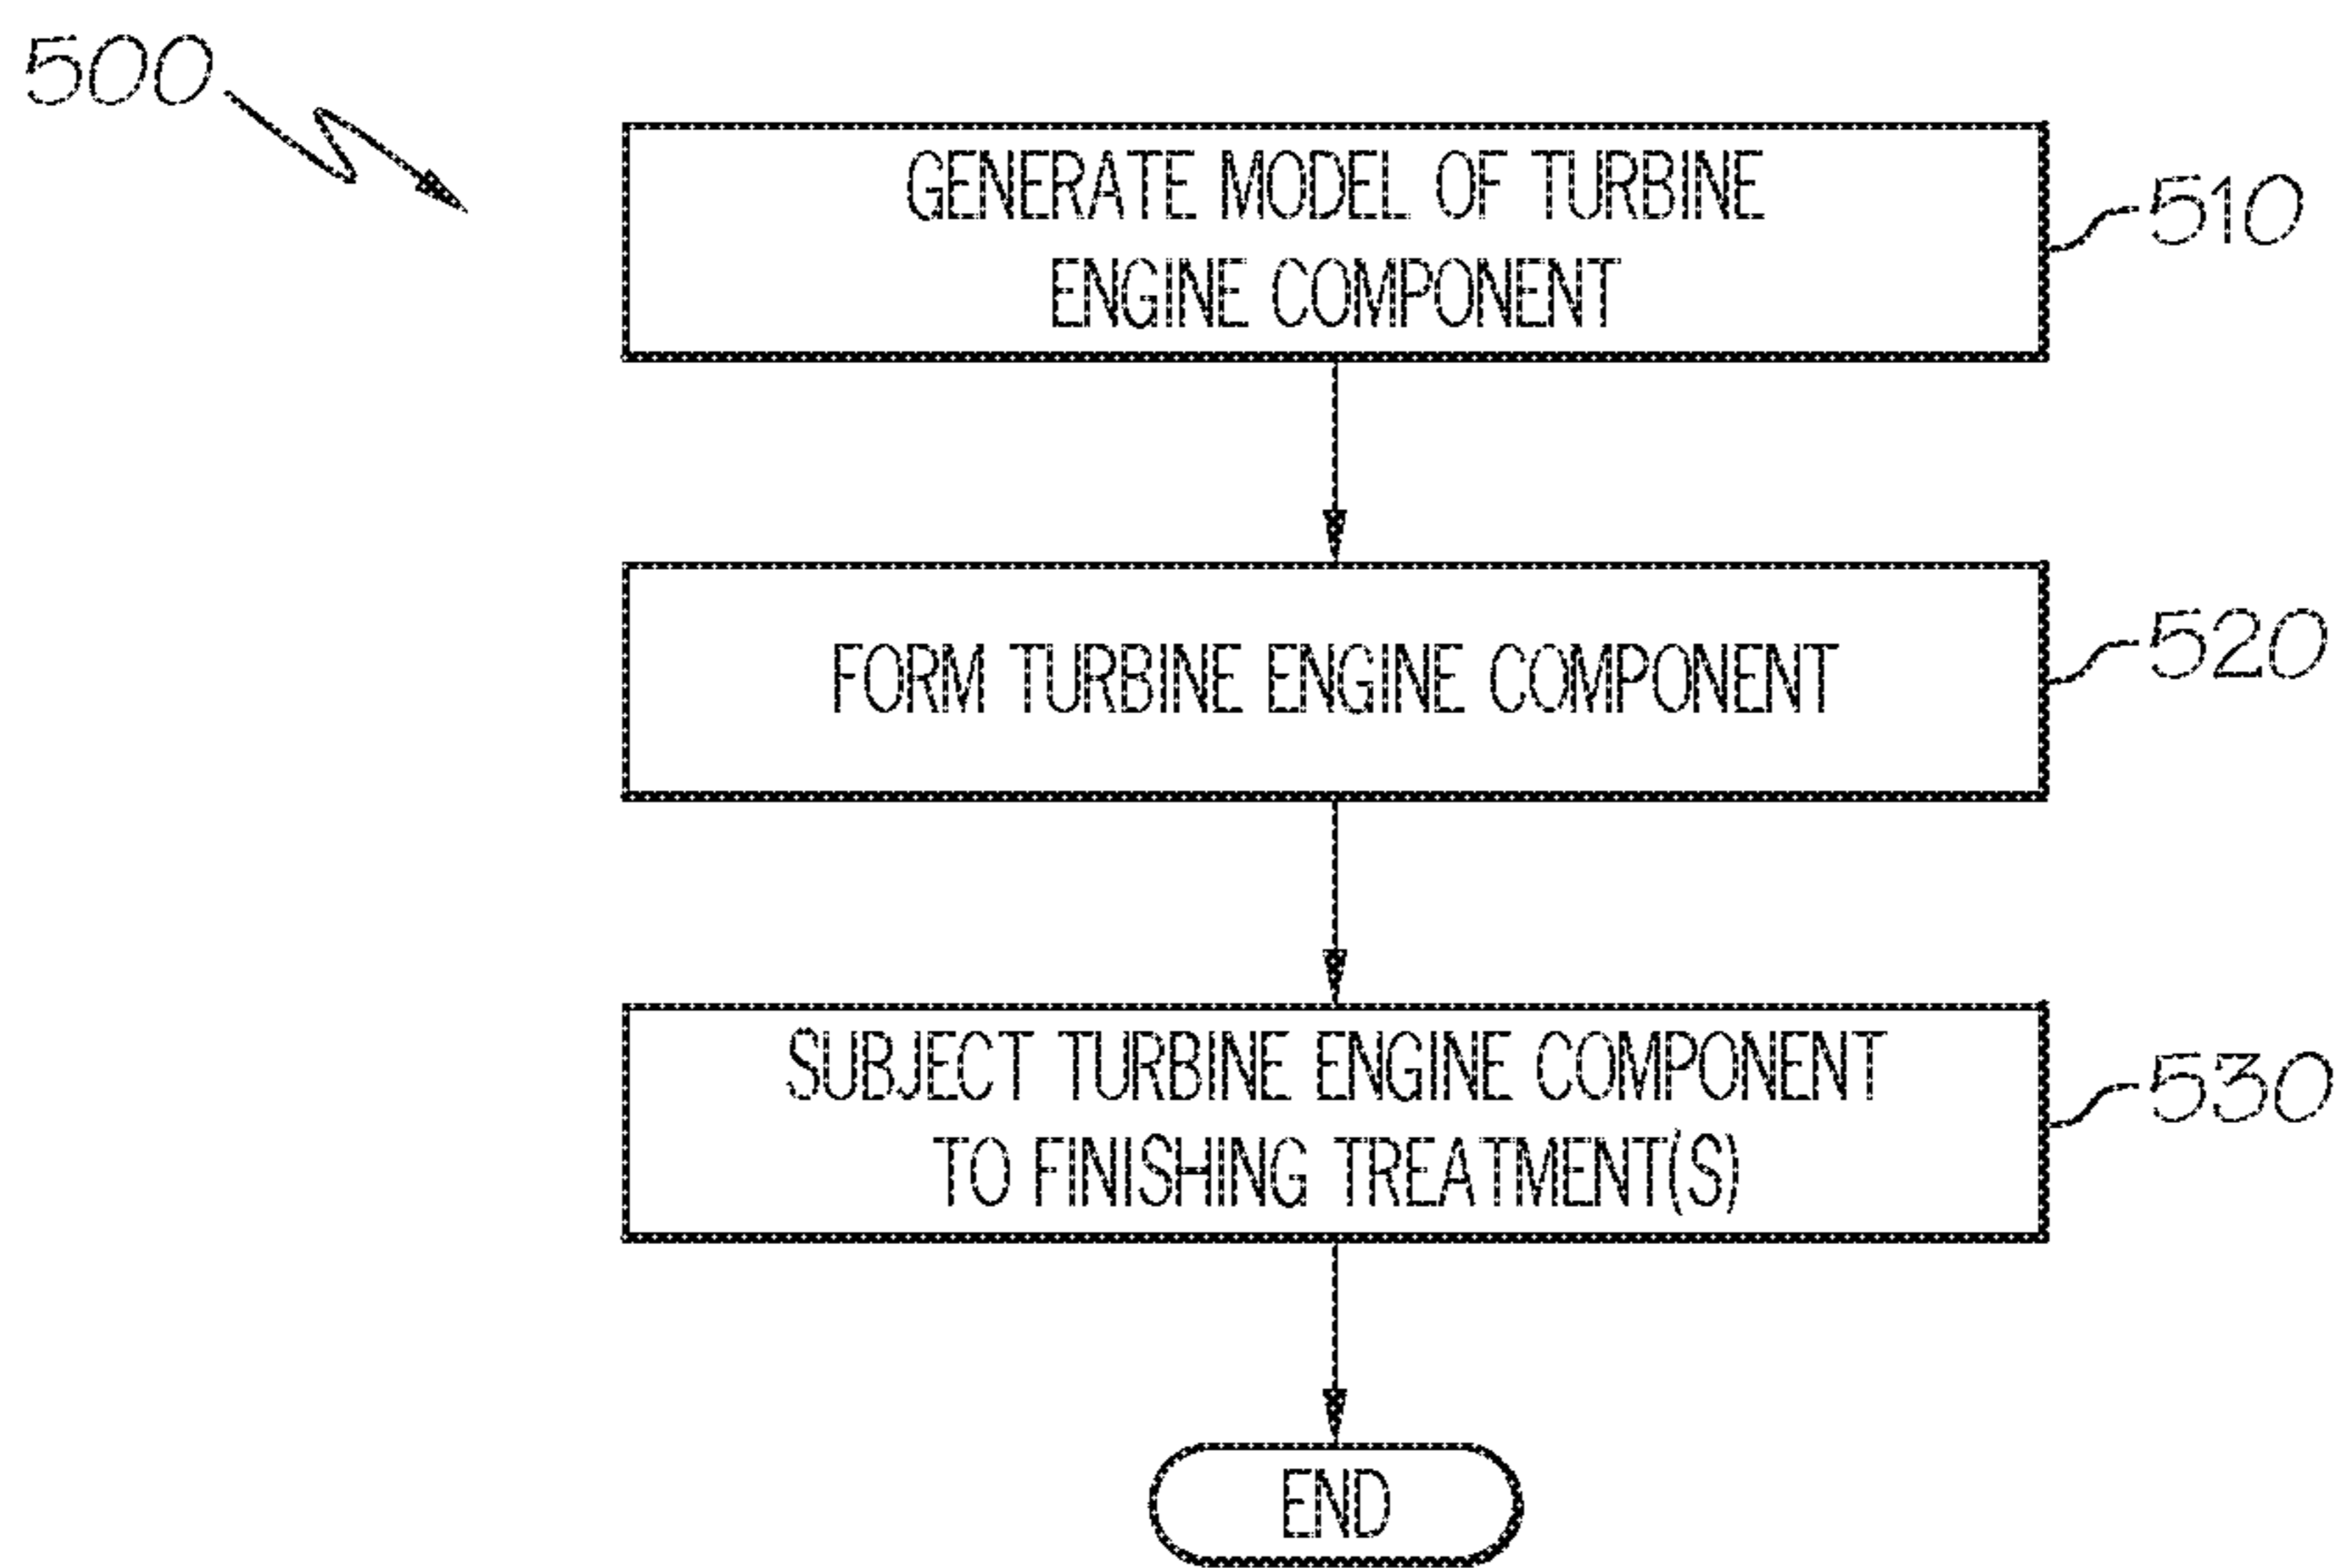 500
GENERATE MODEL OF TURBINE
ENGINE COMPONENT
510
FORM TURBINE ENGINE COMPONENT
520
SUBJECT TURBINE ENGINE COMPONENT
TO FINISHING TREATMENT(S)
530
END